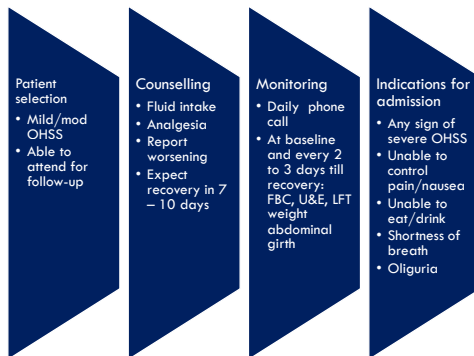 Patient
selection
• Mild/mod
OHSS
• Able to
attend for
follow-up
Counselling
• Fluid intake
• Analgesia
• Report
worsening
• Expect
recovery in 7
– 10 days
Monitoring
• Daily phone
call
• At baseline
and every 2
to 3 days till
recovery:
FBC, U&E, LFT
weight
abdominal
girth
Indications for
admission
• Any sign of
severe OHSS
• Unable to
control
pain/nausea
• Unable to
eat/drink
• Shortness of
breath
• Oliguria